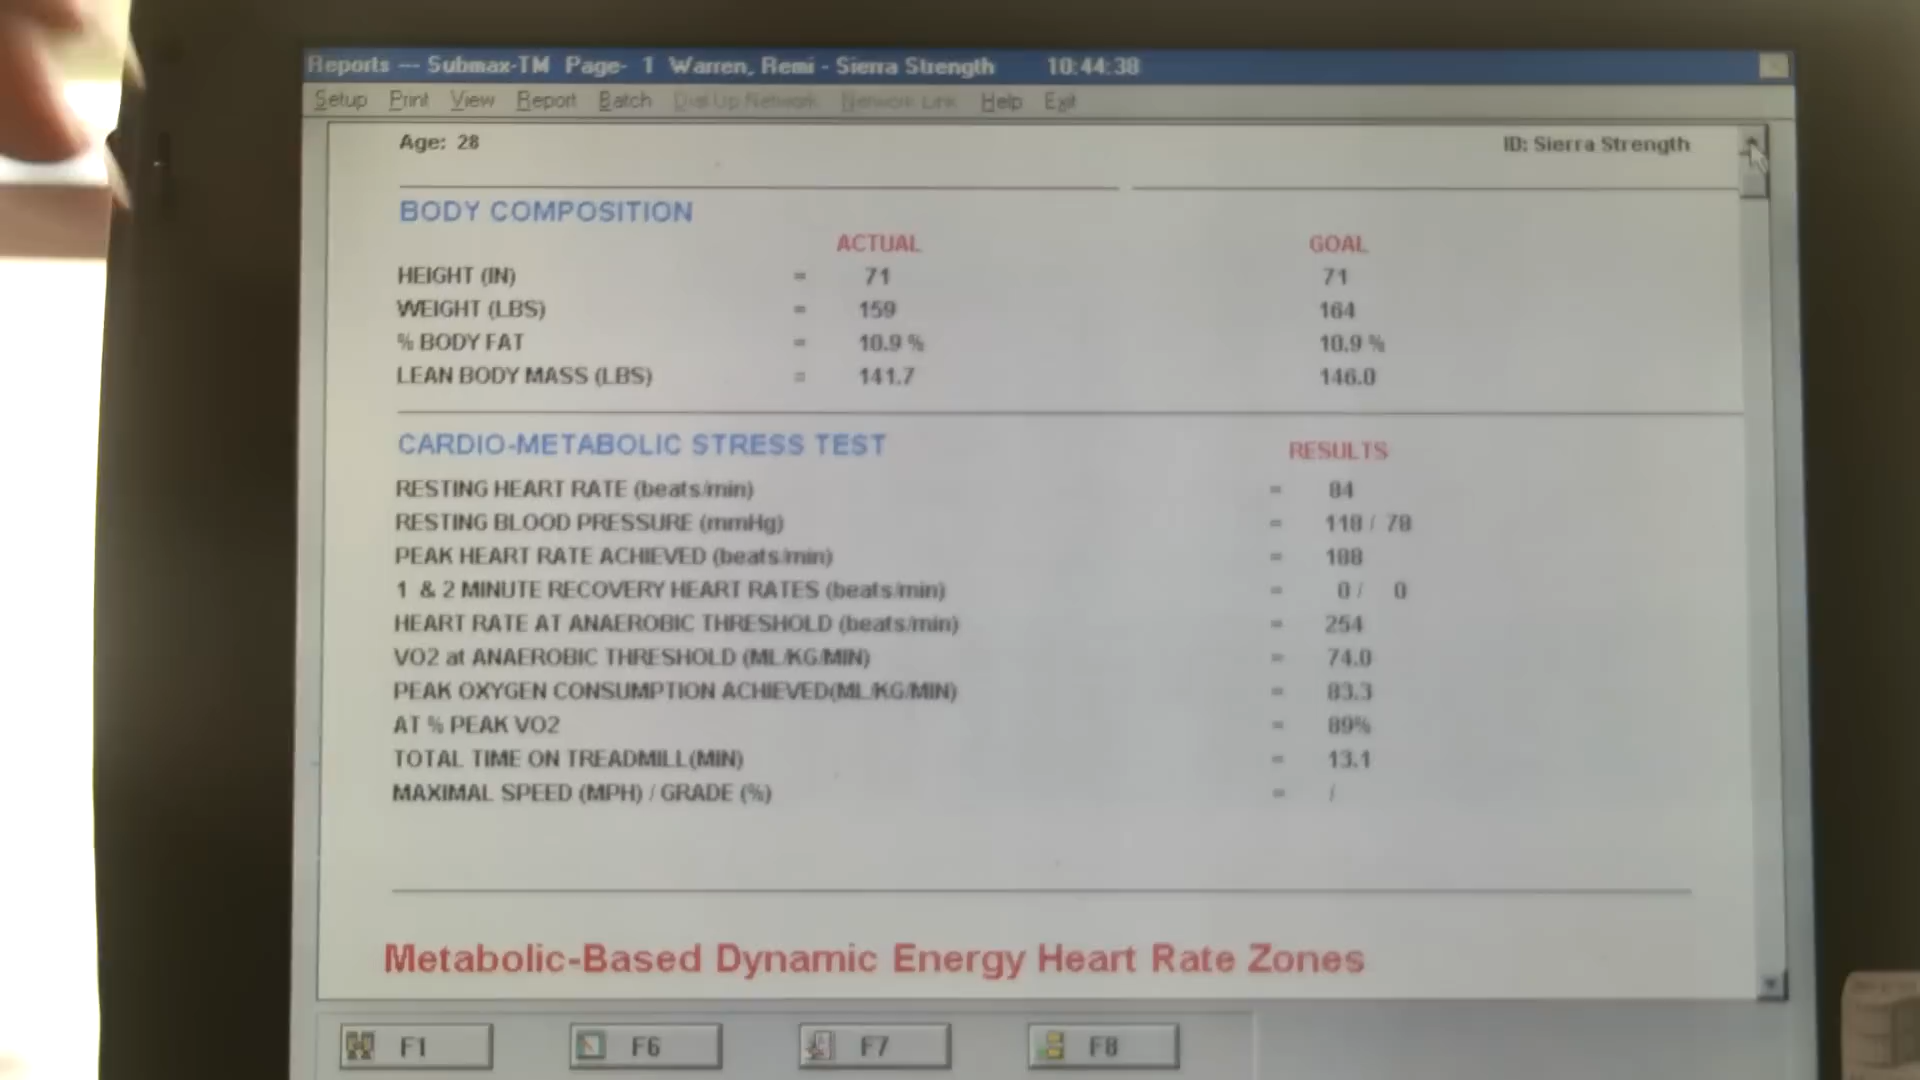 Reports --- Submax-TM Page- 1 Warren, Remi - Sierra Strength 10:44:38
Setup Print View Report Batch Dial Up Network Network Link Help Exit
Age: 28 ID: Sierra Strength
BODY COMPOSITION
ACTUAL GOAL
HEIGHT (IN) = 71 71
WEIGHT (LBS) = 159 164
% BODY FAT = 10.9 % 10.9 %
LEAN BODY MASS (LBS) = 141.7 146.0
CARDIO-METABOLIC STRESS TEST RESULTS
RESTING HEART RATE (beats/min) = 84
RESTING BLOOD PRESSURE (mmHg) = 118 / 78
PEAK HEART RATE ACHIEVED (beats/min) = 188
1 & 2 MINUTE RECOVERY HEART RATES (beats/min) = 0 / 0
HEART RATE AT ANAEROBIC THRESHOLD (beats/min) = 254
VO2 at ANAEROBIC THRESHOLD (ML/KG/MIN) = 74.0
PEAK OXYGEN CONSUMPTION ACHIEVED(ML/KG/MIN) = 83.3
AT % PEAK VO2 = 89%
TOTAL TIME ON TREADMILL(MIN) = 13.1
MAXIMAL SPEED (MPH) / GRADE (%) = /
Metabolic-Based Dynamic Energy Heart Rate Zones
F1 F6 F7 F8